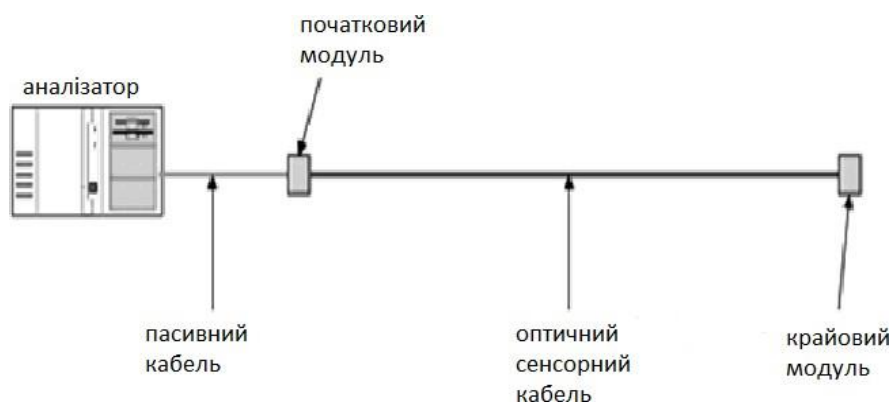 початковий
модуль
аналізатор
пасивний
кабель
оптичний
сенсорний
кабель
крайовий
модуль